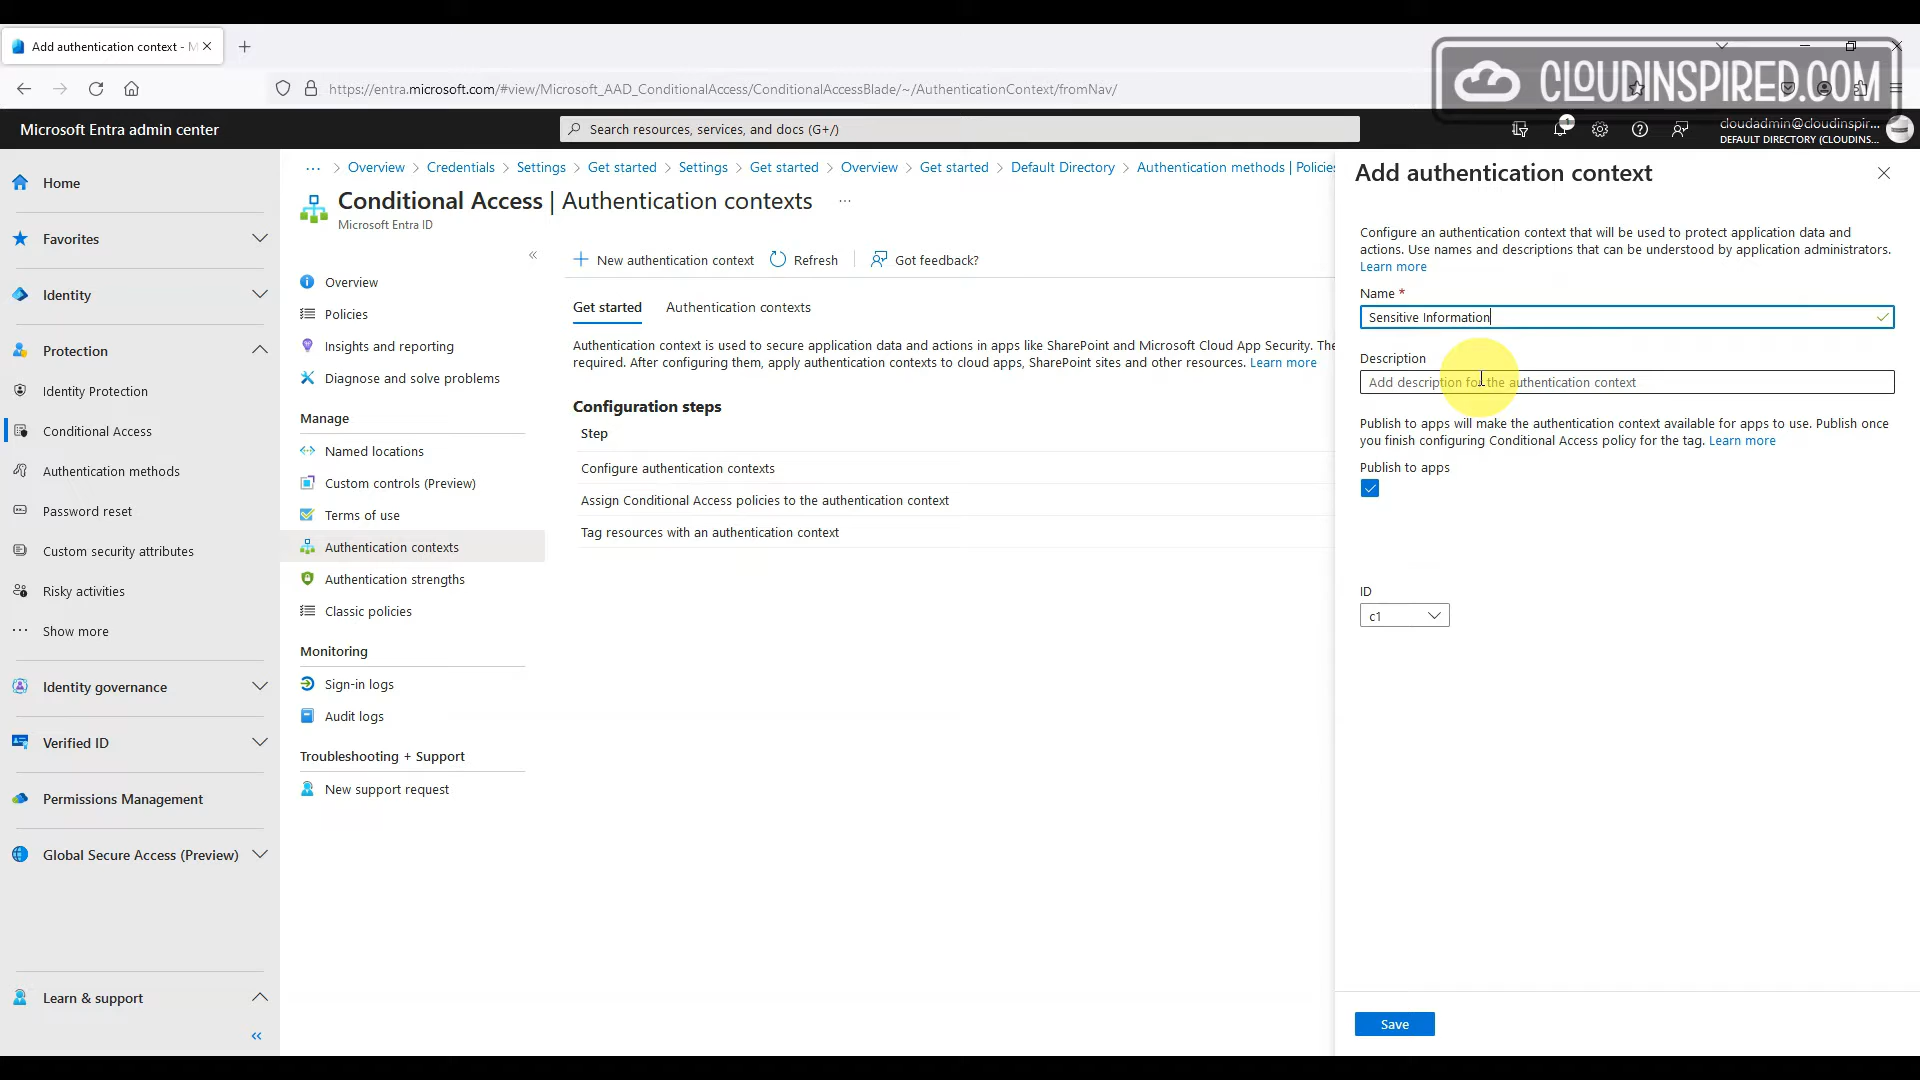 Add authentication context - M
CLOUDINSPIRED.COM
https://entra.microsoft.com/#view/Microsoft_AAD_ConditionalAccess/ConditionalAccessBlade/~/AuthenticationContext/fromNav/
Microsoft Entra admin center
Search resources, services, and docs (G+/)
1
cloudadmin@cloudinspir...
DEFAULT DIRECTORY (CLOUDINS...
Home
Favorites
Identity
Protection
Identity Protection
Conditional Access
Authentication methods
Password reset
Custom security attributes
Risky activities
Show more
Identity governance
Verified ID
Permissions Management
Global Secure Access (Preview)
Learn & support
... > Overview > Credentials > Settings > Get started > Settings > Get started > Overview > Get started > Default Directory > Authentication methods | Policies
Conditional Access | Authentication contexts ...
Microsoft Entra ID
Overview
Policies
Insights and reporting
Diagnose and solve problems
Manage
Named locations
Custom controls (Preview)
Terms of use
Authentication contexts
Authentication strengths
Classic policies
Monitoring
Sign-in logs
Audit logs
Troubleshooting + Support
New support request
New authentication context Refresh Got feedback?
Get started Authentication contexts
Authentication context is used to secure application data and actions in apps like SharePoint and Microsoft Cloud App Security. The
required. After configuring them, apply authentication contexts to cloud apps, SharePoint sites and other resources. Learn more
Configuration steps
Step
Configure authentication contexts
Assign Conditional Access policies to the authentication context
Tag resources with an authentication context
Add authentication context
Configure an authentication context that will be used to protect application data and
actions. Use names and descriptions that can be understood by application administrators.
Learn more
Name *
Sensitive Information
Description
Add description for the authentication context
Publish to apps will make the authentication context available for apps to use. Publish once
you finish configuring Conditional Access policy for the tag. Learn more
Publish to apps
ID
c1
Save